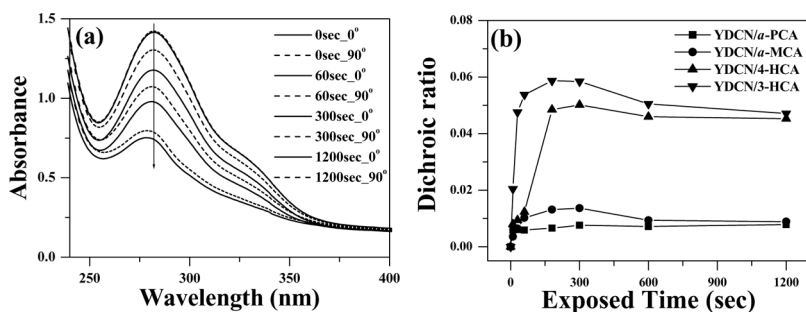 (a)
0sec_0°
0sec_90°
60sec_0°
60sec_90°
300sec_0°
300sec_90°
1200sec_0°
1200sec_90°
Absorbance
1.5
1.0
0.5
0.0
250 300 350 400
Wavelength (nm)
(b)
YDCN/a-PCA
YDCN/a-MCA
YDCN/4-HCA
YDCN/3-HCA
Dichroic ratio
0.08
0.06
0.04
0.02
0.00
0 300 600 900 1200
Exposed Time (sec)